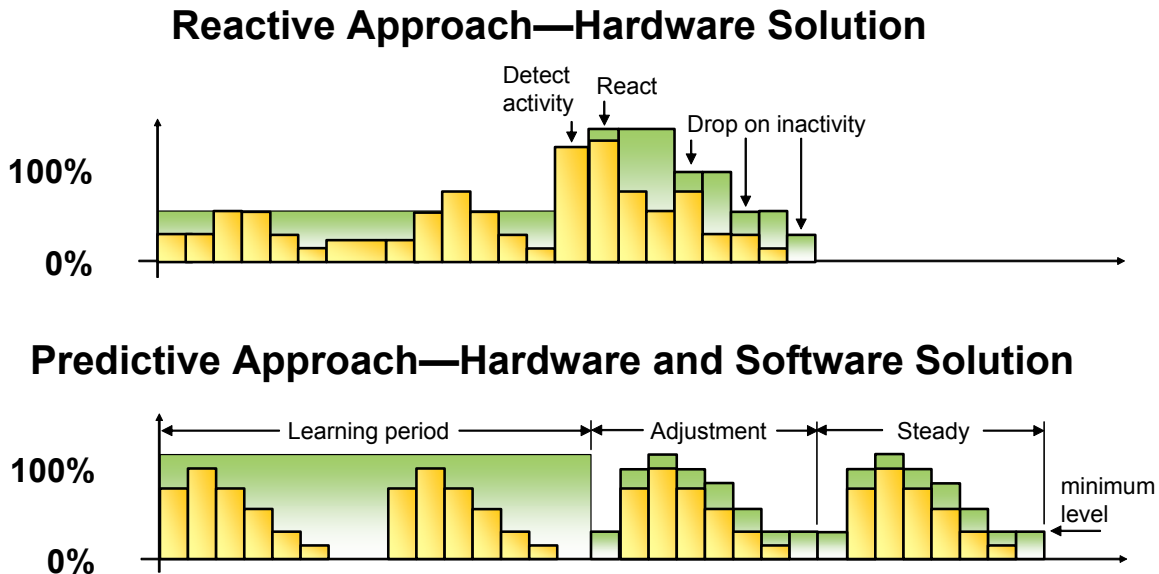 Reactive Approach—Hardware Solution
Detect
activity
React
Drop on inactivity
100%
0%
Predictive Approach—Hardware and Software Solution
Learning period
Adjustment
Steady
100%
minimum
level
0%